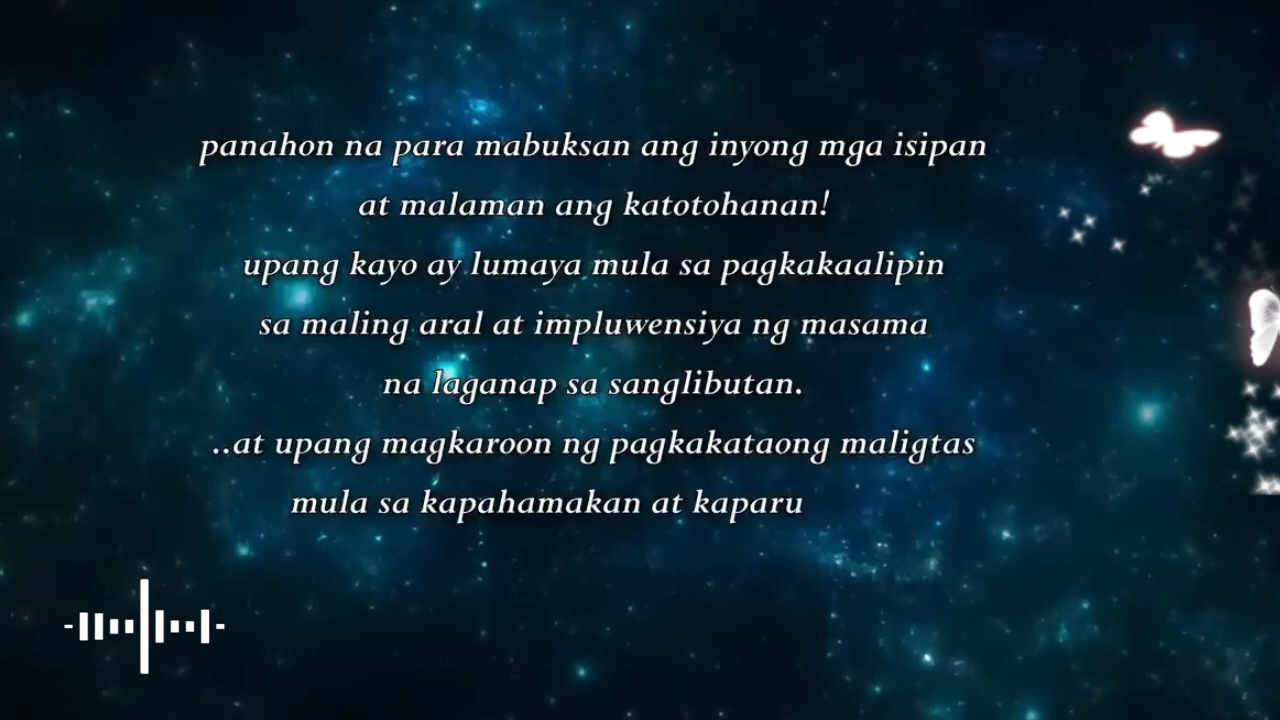 panahon na para mabuksan ang inyong mga isipan
at malaman ang katotohanan!
upang kayo ay lumaya mula sa pagkakaalipin
sa maling aral at impluwensiya ng masama
na laganap sa sanglibutan.
..at upang magkaroon ng pagkakataong maligtas
mula sa kapahamakan at kaparu